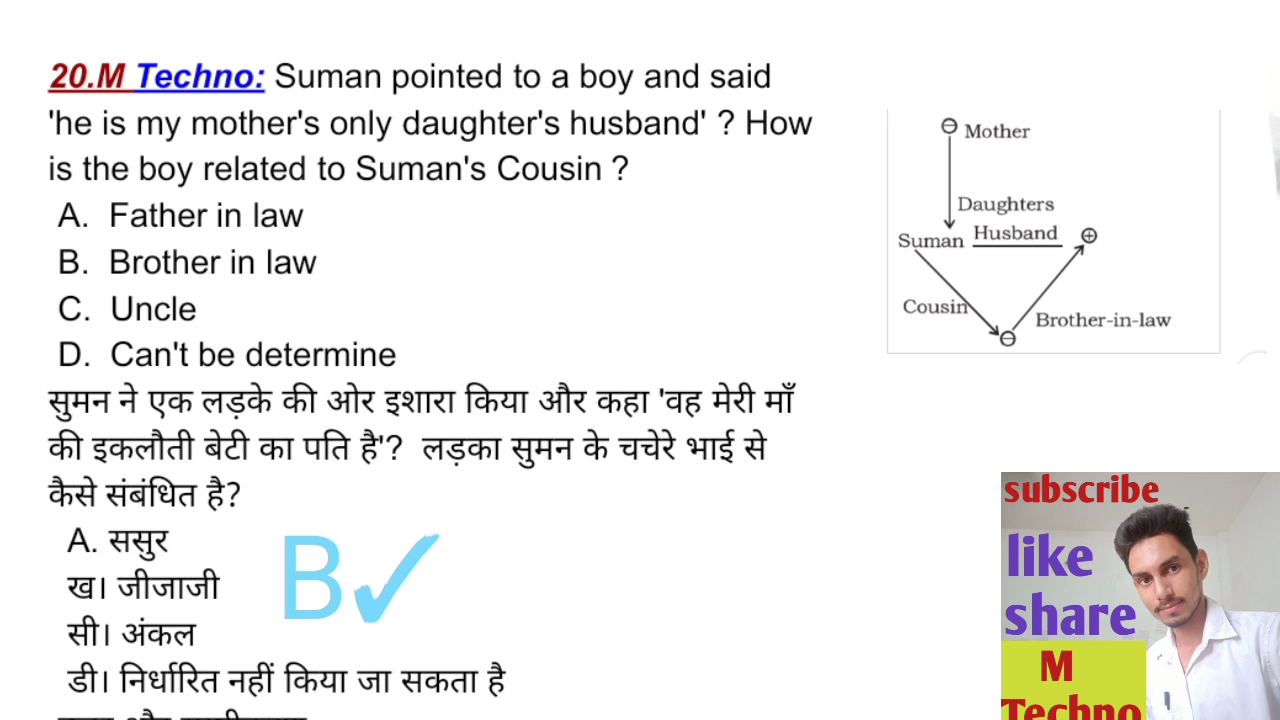 20.M Techno: Suman pointed to a boy and said
'he is my mother's only daughter's husband' ? How
is the boy related to Suman's Cousin ?
A. Father in law
B. Brother in law
C. Uncle
D. Can't be determine
सुमन ने एक लड़के की ओर इशारा किया और कहा 'वह मेरी माँ
की इकलौती बेटी का पति है'? लड़का सुमन के चचेरे भाई से
कैसे संबंधित है?
A. ससुर
ख। जीजाजी
सी। अंकल
डी। निर्धारित नहीं किया जा सकता है
B✓
Mother
Daughters
Suman Husband
Cousin
Brother-in-law
subscribe
like
share
M
Techno